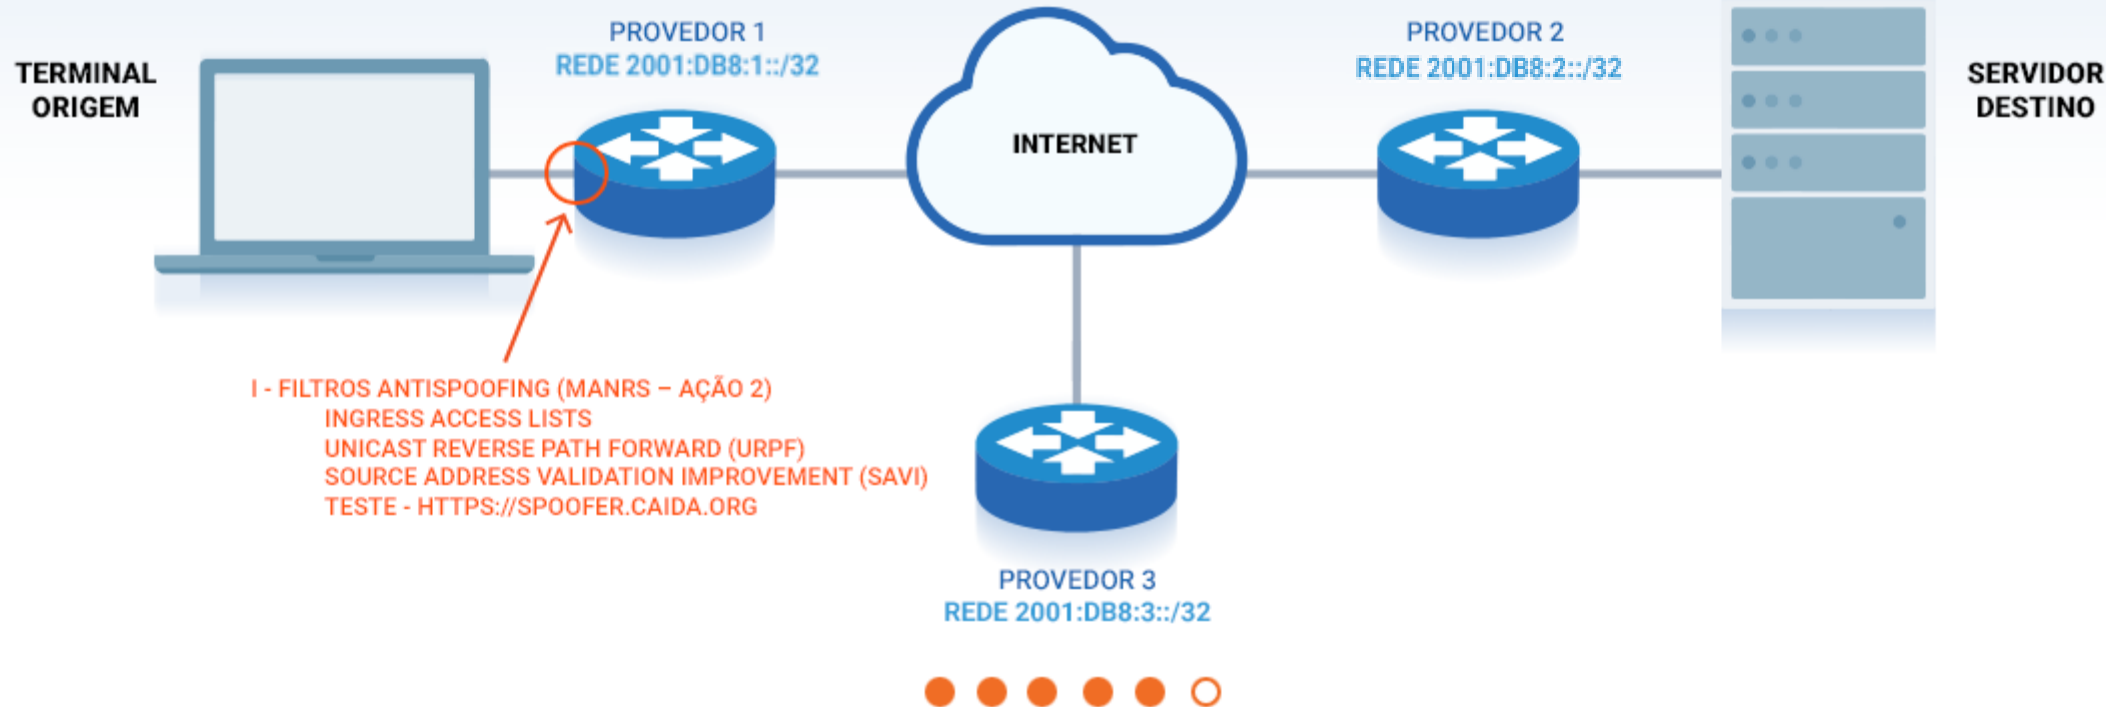 TERMINAL
ORIGEM
PROVEDOR 1
REDE 2001:DB8:1::/32
INTERNET
PROVEDOR 2
REDE 2001:DB8:2::/32
SERVIDOR
DESTINO
I - FILTROS ANTISPOOFING (MANRS – AÇÃO 2)
INGRESS ACCESS LISTS
UNICAST REVERSE PATH FORWARD (URPF)
SOURCE ADDRESS VALIDATION IMPROVEMENT (SAVI)
TESTE - HTTPS://SPOOFER.CAIDA.ORG
PROVEDOR 3
REDE 2001:DB8:3::/32